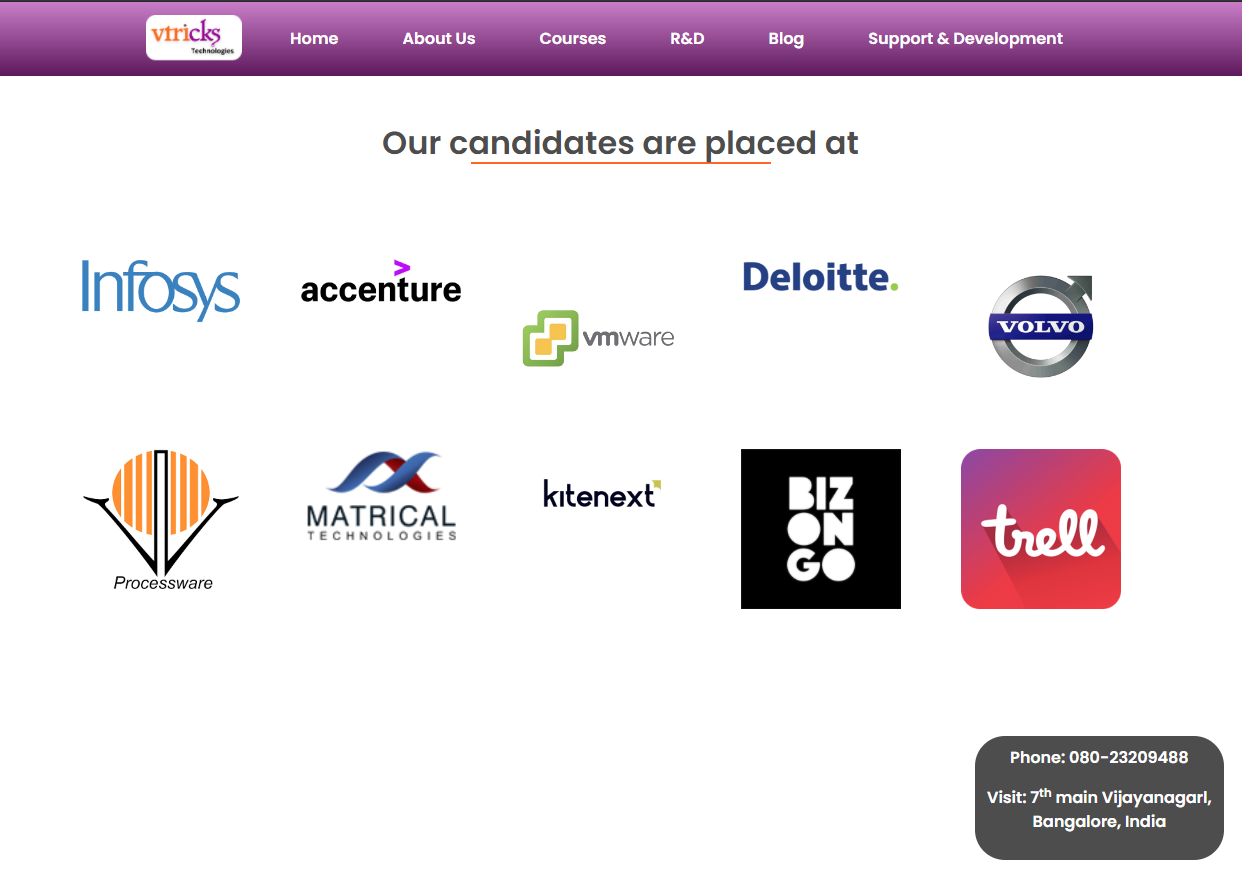 vtricks
Technologies
Home About Us Courses R&D Blog Support & Development
Our candidates are placed at
Infosys
accenture
>
vmware
Deloitte.
VOLVO
Processware
MATRICAL
TECHNOLOGIES
kitenext
BIZ
ON
GO
trell
Phone: 080-23209488
Visit: 7th main Vijayanagarl,
Bangalore, India